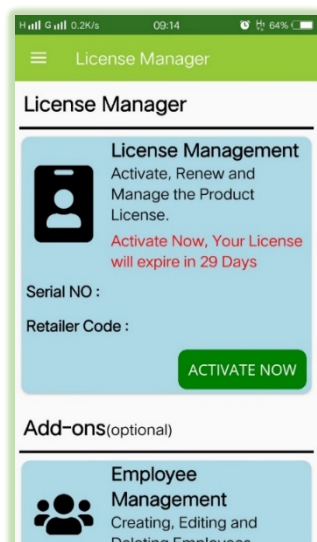 H G 0.2K/s 09:14 64%
License Manager
License Manager
License Management
Activate, Renew and
Manage the Product
License.
Activate Now, Your License
will expire in 29 Days
Serial NO :
Retailer Code :
ACTIVATE NOW
Add-ons(optional)
Employee
Management
Creating, Editing and
Deleting Employees